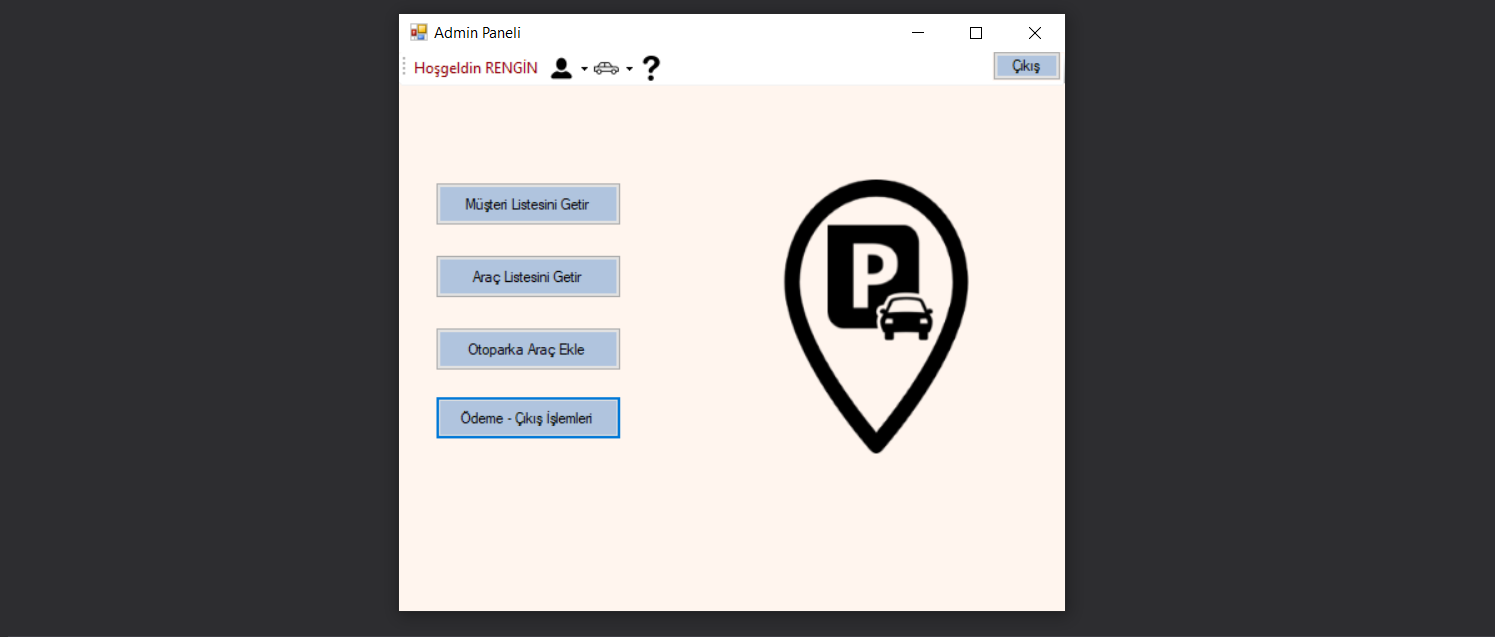 Admin Paneli
Hoşgeldin RENGİN ?
Çıkış
Müşteri Listesini Getir
Araç Listesini Getir
Otoparka Araç Ekle
Ödeme - Çıkış İşlemleri
P